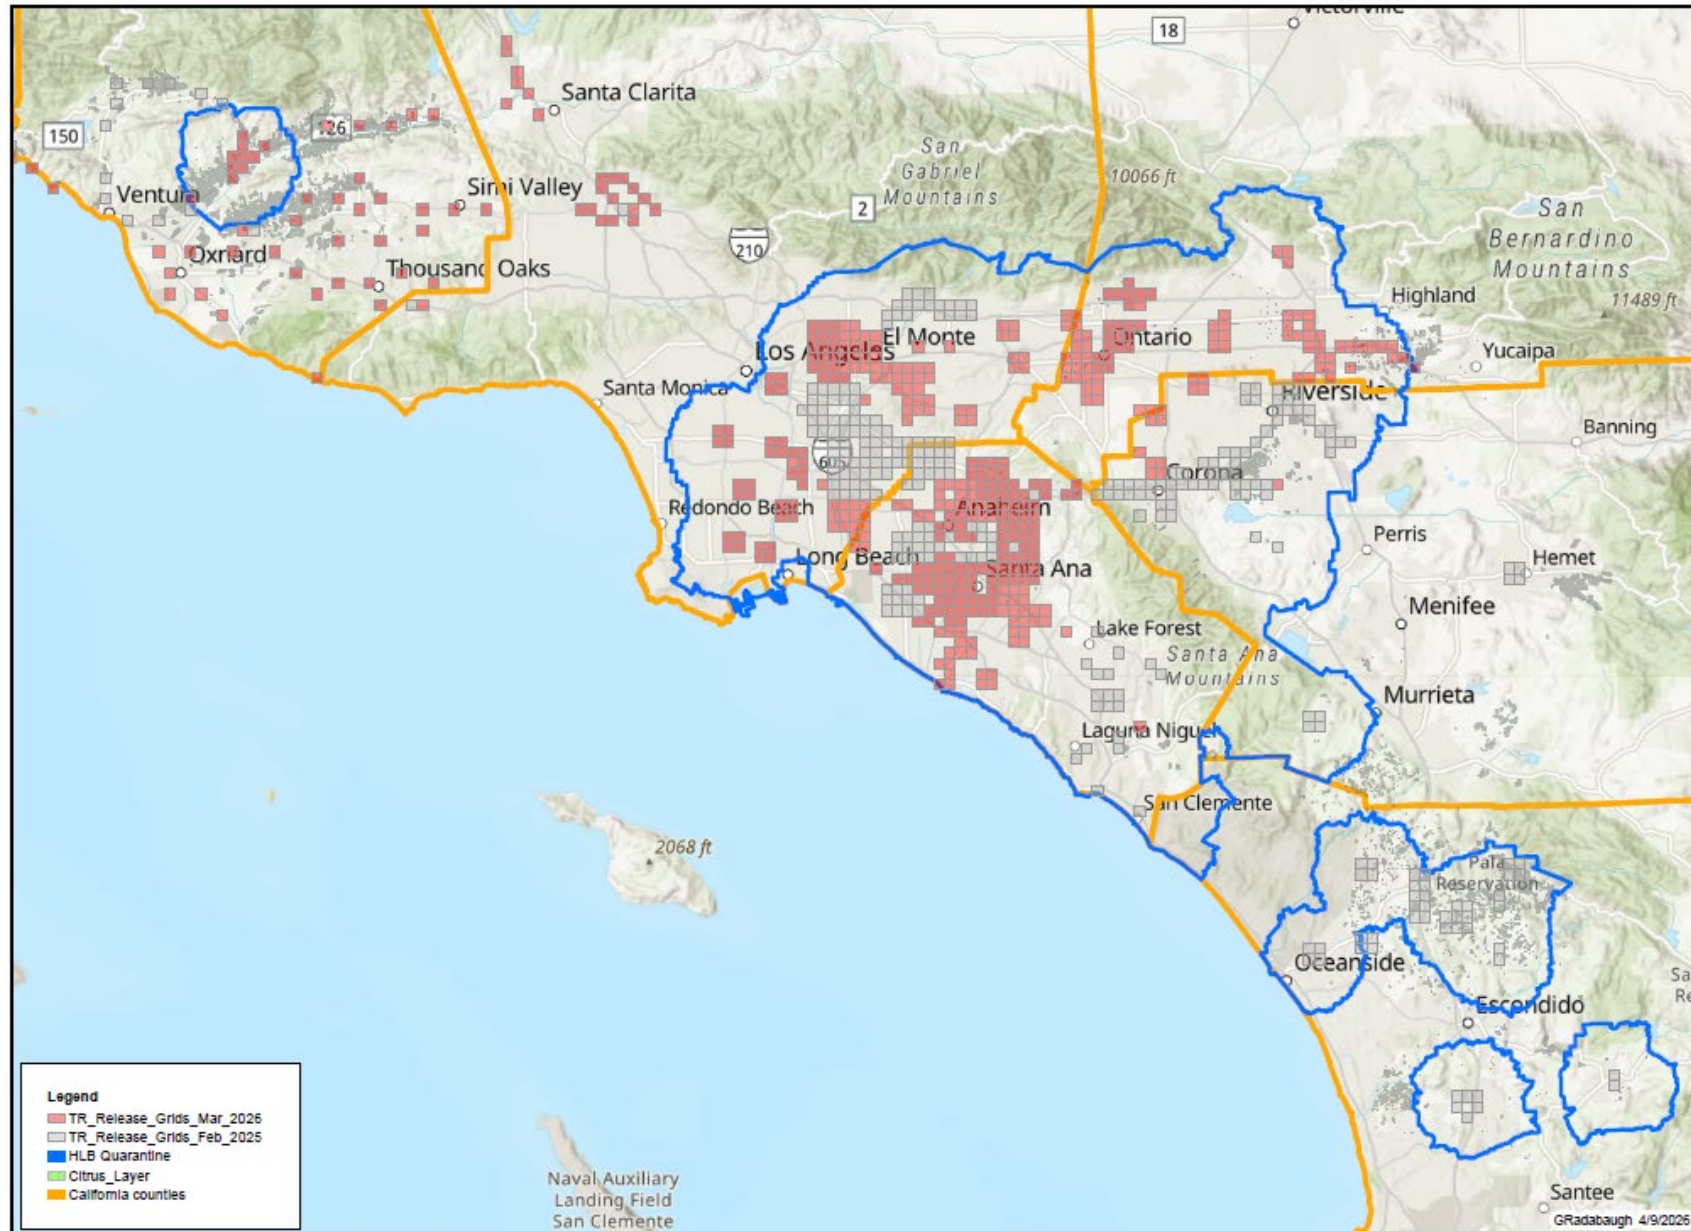 Victorville
18
Santa Clarita
150
126
San
Gabriel
Mountains
10066 ft
Ventura
Simi Valley
2
San
Bernardino
Mountains
210
Oxnard
Thousand Oaks
Highland
11489 ft
El Monte
Ontario
Los Angeles
Yucaipa
Santa Monica
Riverside
Banning
605
Corona
Redondo Beach
Anaheim
Perris
Long Beach
Hemet
Santa Ana
Menifee
Lake Forest
Santa Ana
Mountains
Murrieta
Laguna Niguel
San Clemente
2068 ft
Pala
Reservation
Oceanside
Sa
Re
Escondido
Legend
TR_Release_Grids_Mar_2026
TR_Release_Grids_Feb_2025
HLB Quarantine
Citrus_Layer
California counties
Naval Auxiliary
Landing Field
San Clemente
Santee
GRadabaugh 4/9/2026